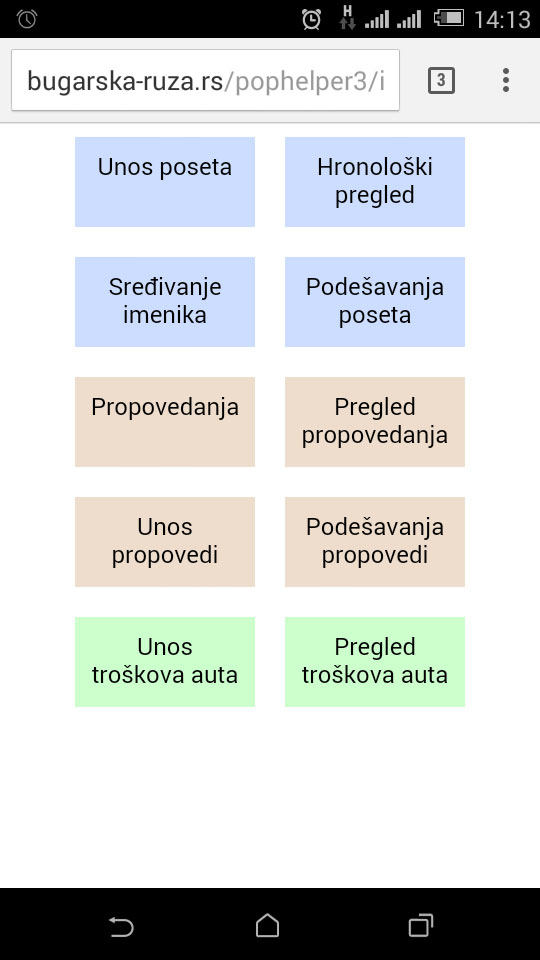 H
14:13
bugarska-ruza.rs/pophelper3/i
3
Unos poseta
Hronološki
pregled
Sređivanje
imenika
Podešavanja
poseta
Propovedanja
Pregled
propovedanja
Unos
propovedi
Podešavanja
propovedi
Unos
troškova auta
Pregled
troškova auta